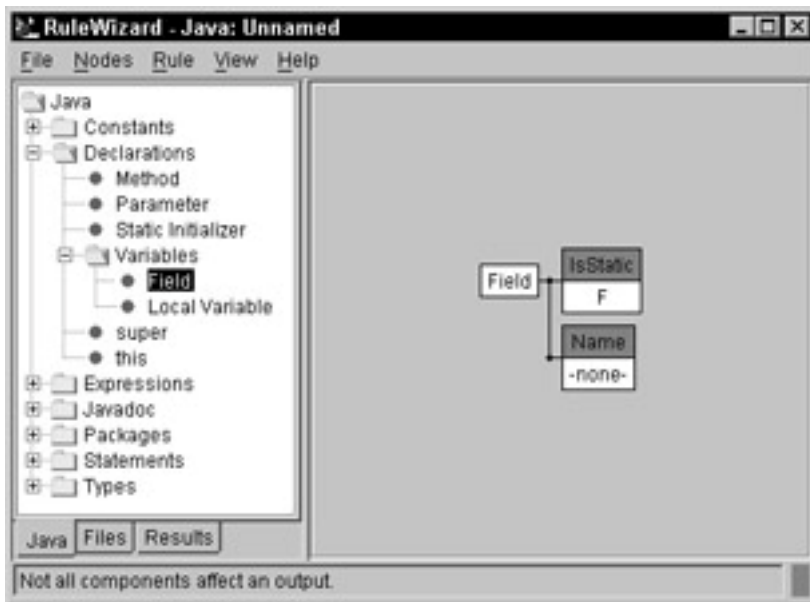 RuleWizard - Java: Unnamed
File Nodes Rule View Help
Java
Constants
Declarations
Method
Parameter
Static Initializer
Variables
Field
Local Variable
super
this
Expressions
Javadoc
Packages
Statements
Types
Java Files Results
Field
IsStatic
F
Name
-none-
Not all components affect an output.